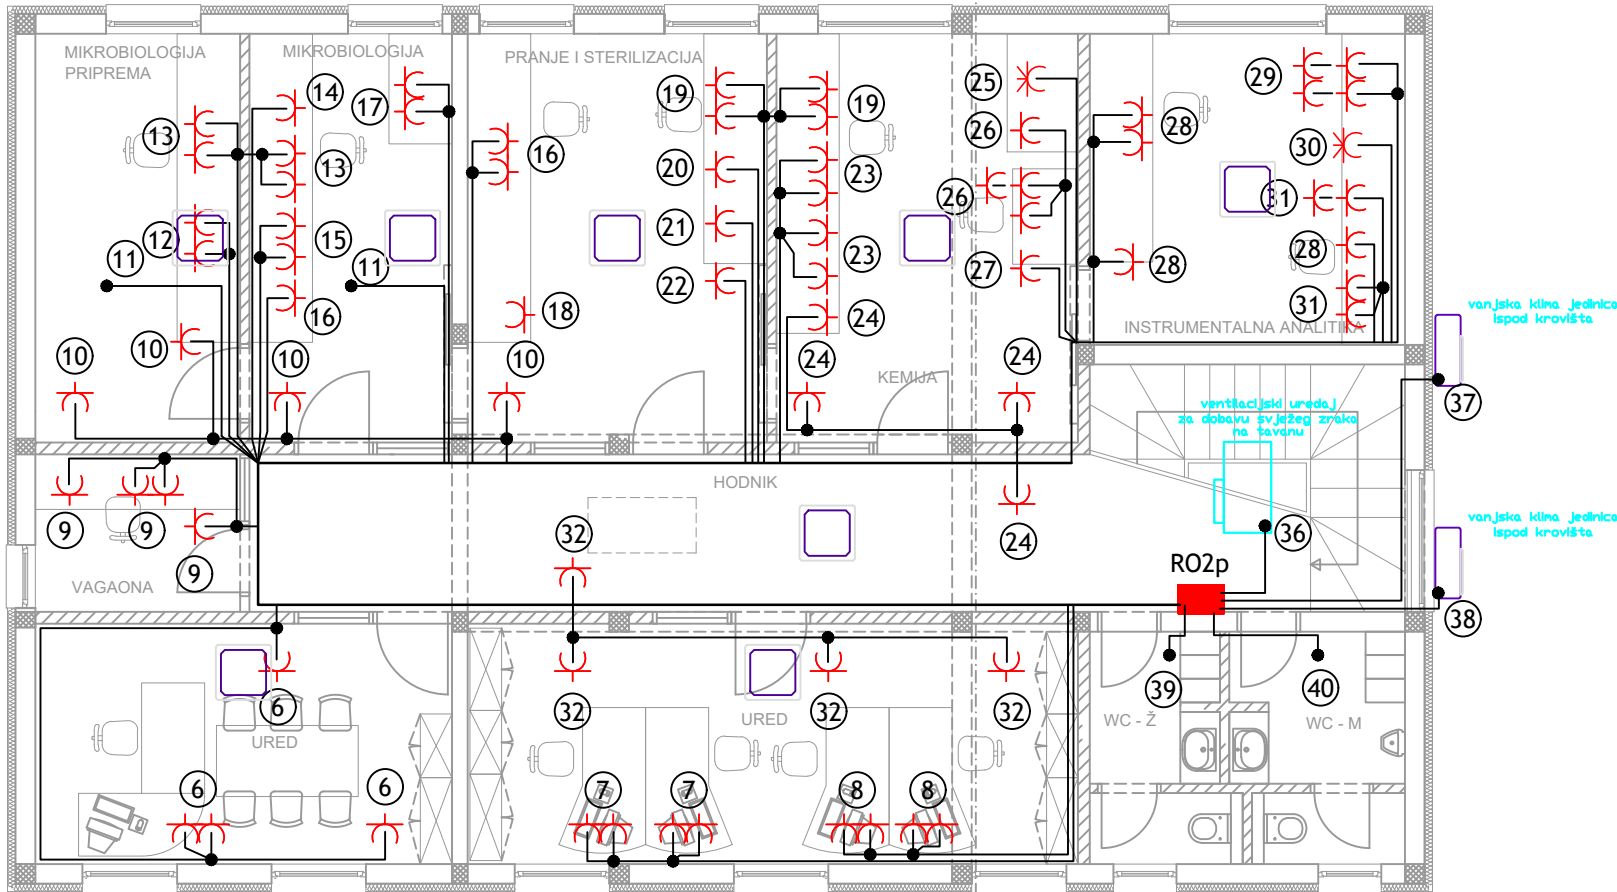 MIKROBIOLOGIJA
PRIPREMA
MIKROBIOLOGIJA
PRANJE I STERILIZACIJA
14
17
13
13
19
19
16
20
25
26
23
26
28
29
30
31
28
12
11
15
11
21
22
23
27
28
31
16
18
24
10
10
10
10
24
24
KEMIJA
INSTRUMENTALNA ANALITIKA
vanjska klima jedinica
ispod krovišta
37
ventilacijski uređaj
za dobavu svježeg zraka
na tavanu
HODNIK
9
9
9
VAGAONA
32
24
36
RO2p
vanjska klima jedinica
ispod krovišta
38
6
URED
6
6
32
32
32
URED
7
7
8
8
39
40
WC - Ž
WC - M